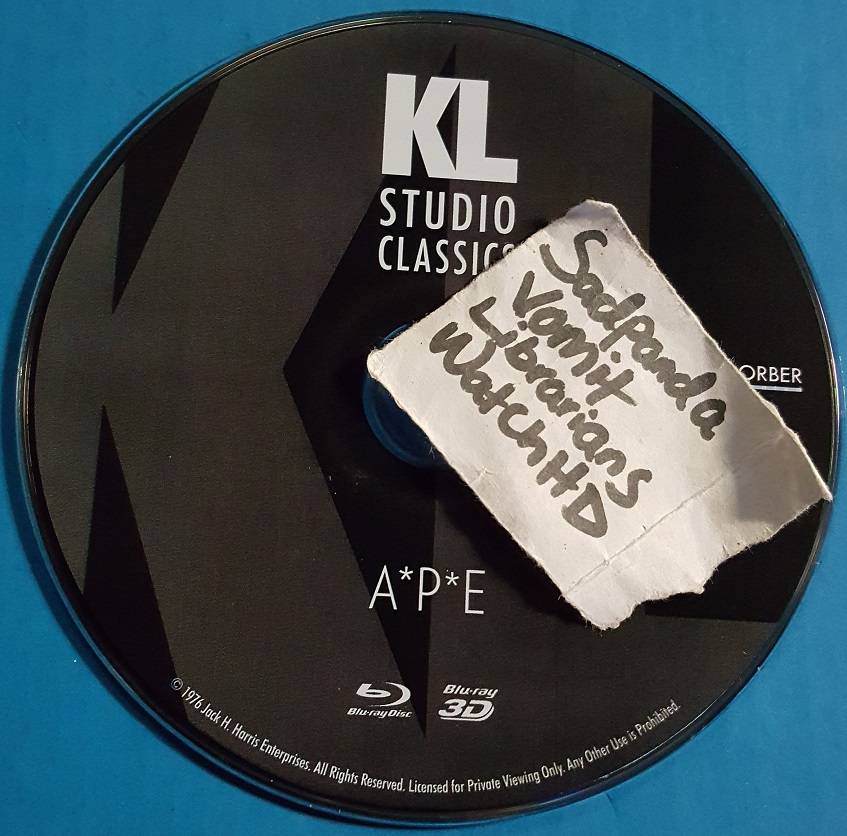 KL
STUDIO
CLASSICS
Sadpanda
Vomit
Librarians
WatchHD
ORBER
A*P*E
Blu-ray Disc
Blu-ray
3D
© 1976 Jack H. Harris Enterprises. All Rights Reserved. Licensed for Private Viewing Only. Any Other Use is Prohibited.